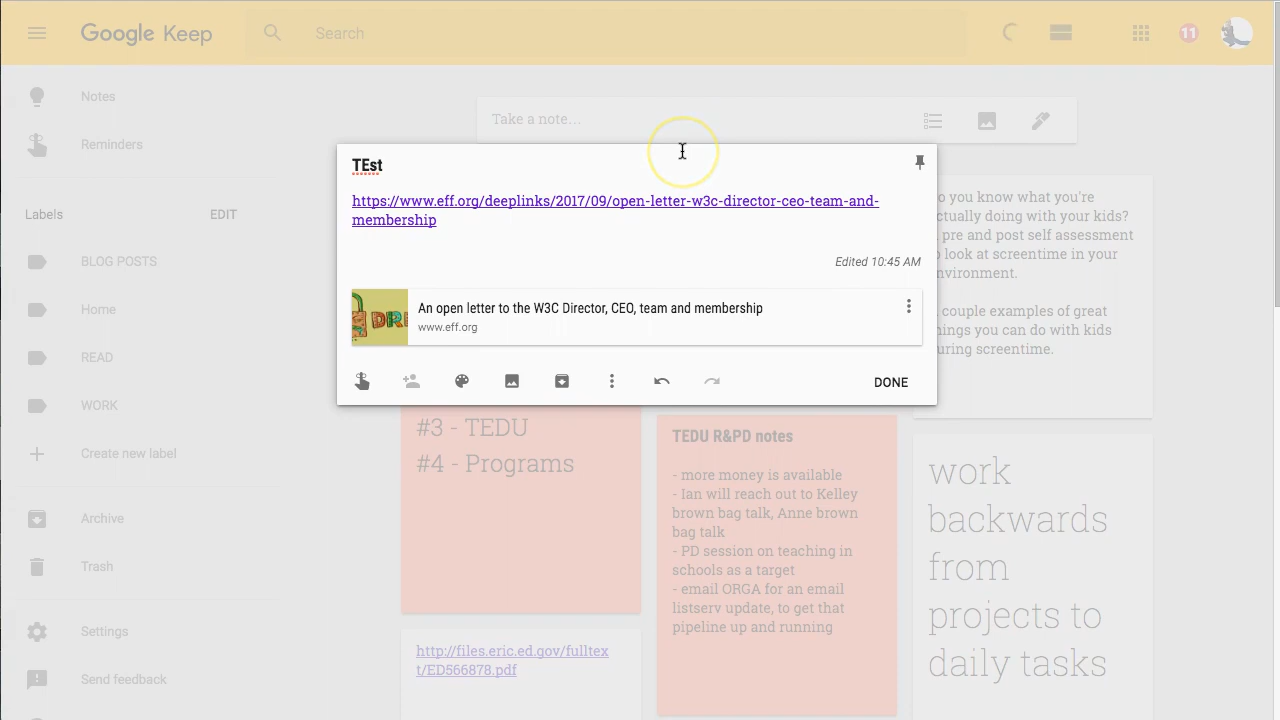 Google Keep
Search
11
Notes
Reminders
Labels
EDIT
BLOG POSTS
Home
READ
WORK
Create new label
Archive
Trash
Settings
Send feedback
Take a note...
TEst
https://www.eff.org/deeplinks/2017/09/open-letter-w3c-director-ceo-team-and-
membership
Edited 10:45 AM
An open letter to the W3C Director, CEO, team and membership
www.eff.org
DONE
#3 - TEDU
#4 - Programs
http://files.eric.ed.gov/fulltex
t/ED566878.pdf
TEDU R&PD notes
- more money is available
- Ian will reach out to Kelley
brown bag talk, Anne brown
bag talk
- PD session on teaching in
schools as a target
- email ORGA for an email
listserv update, to get that
pipeline up and running
you know what you're
doing with your kids?
pre and post self assessment
look at screentime in your
couple examples of great
you can do with kids
screentime.
work
backwards
from
projects to
daily tasks